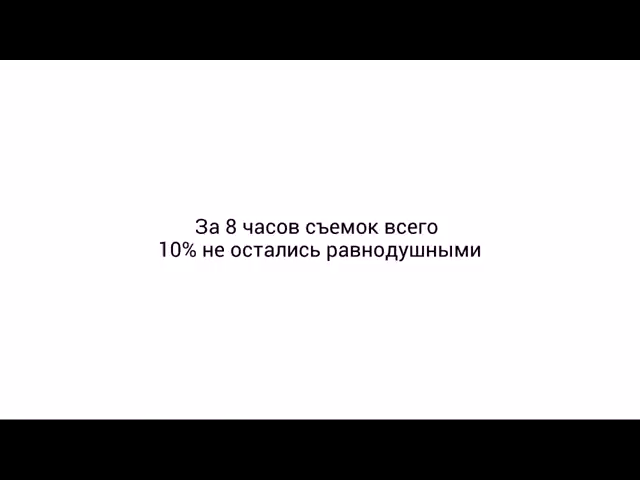 За 8 часов съемок всего
10% не остались равнодушными